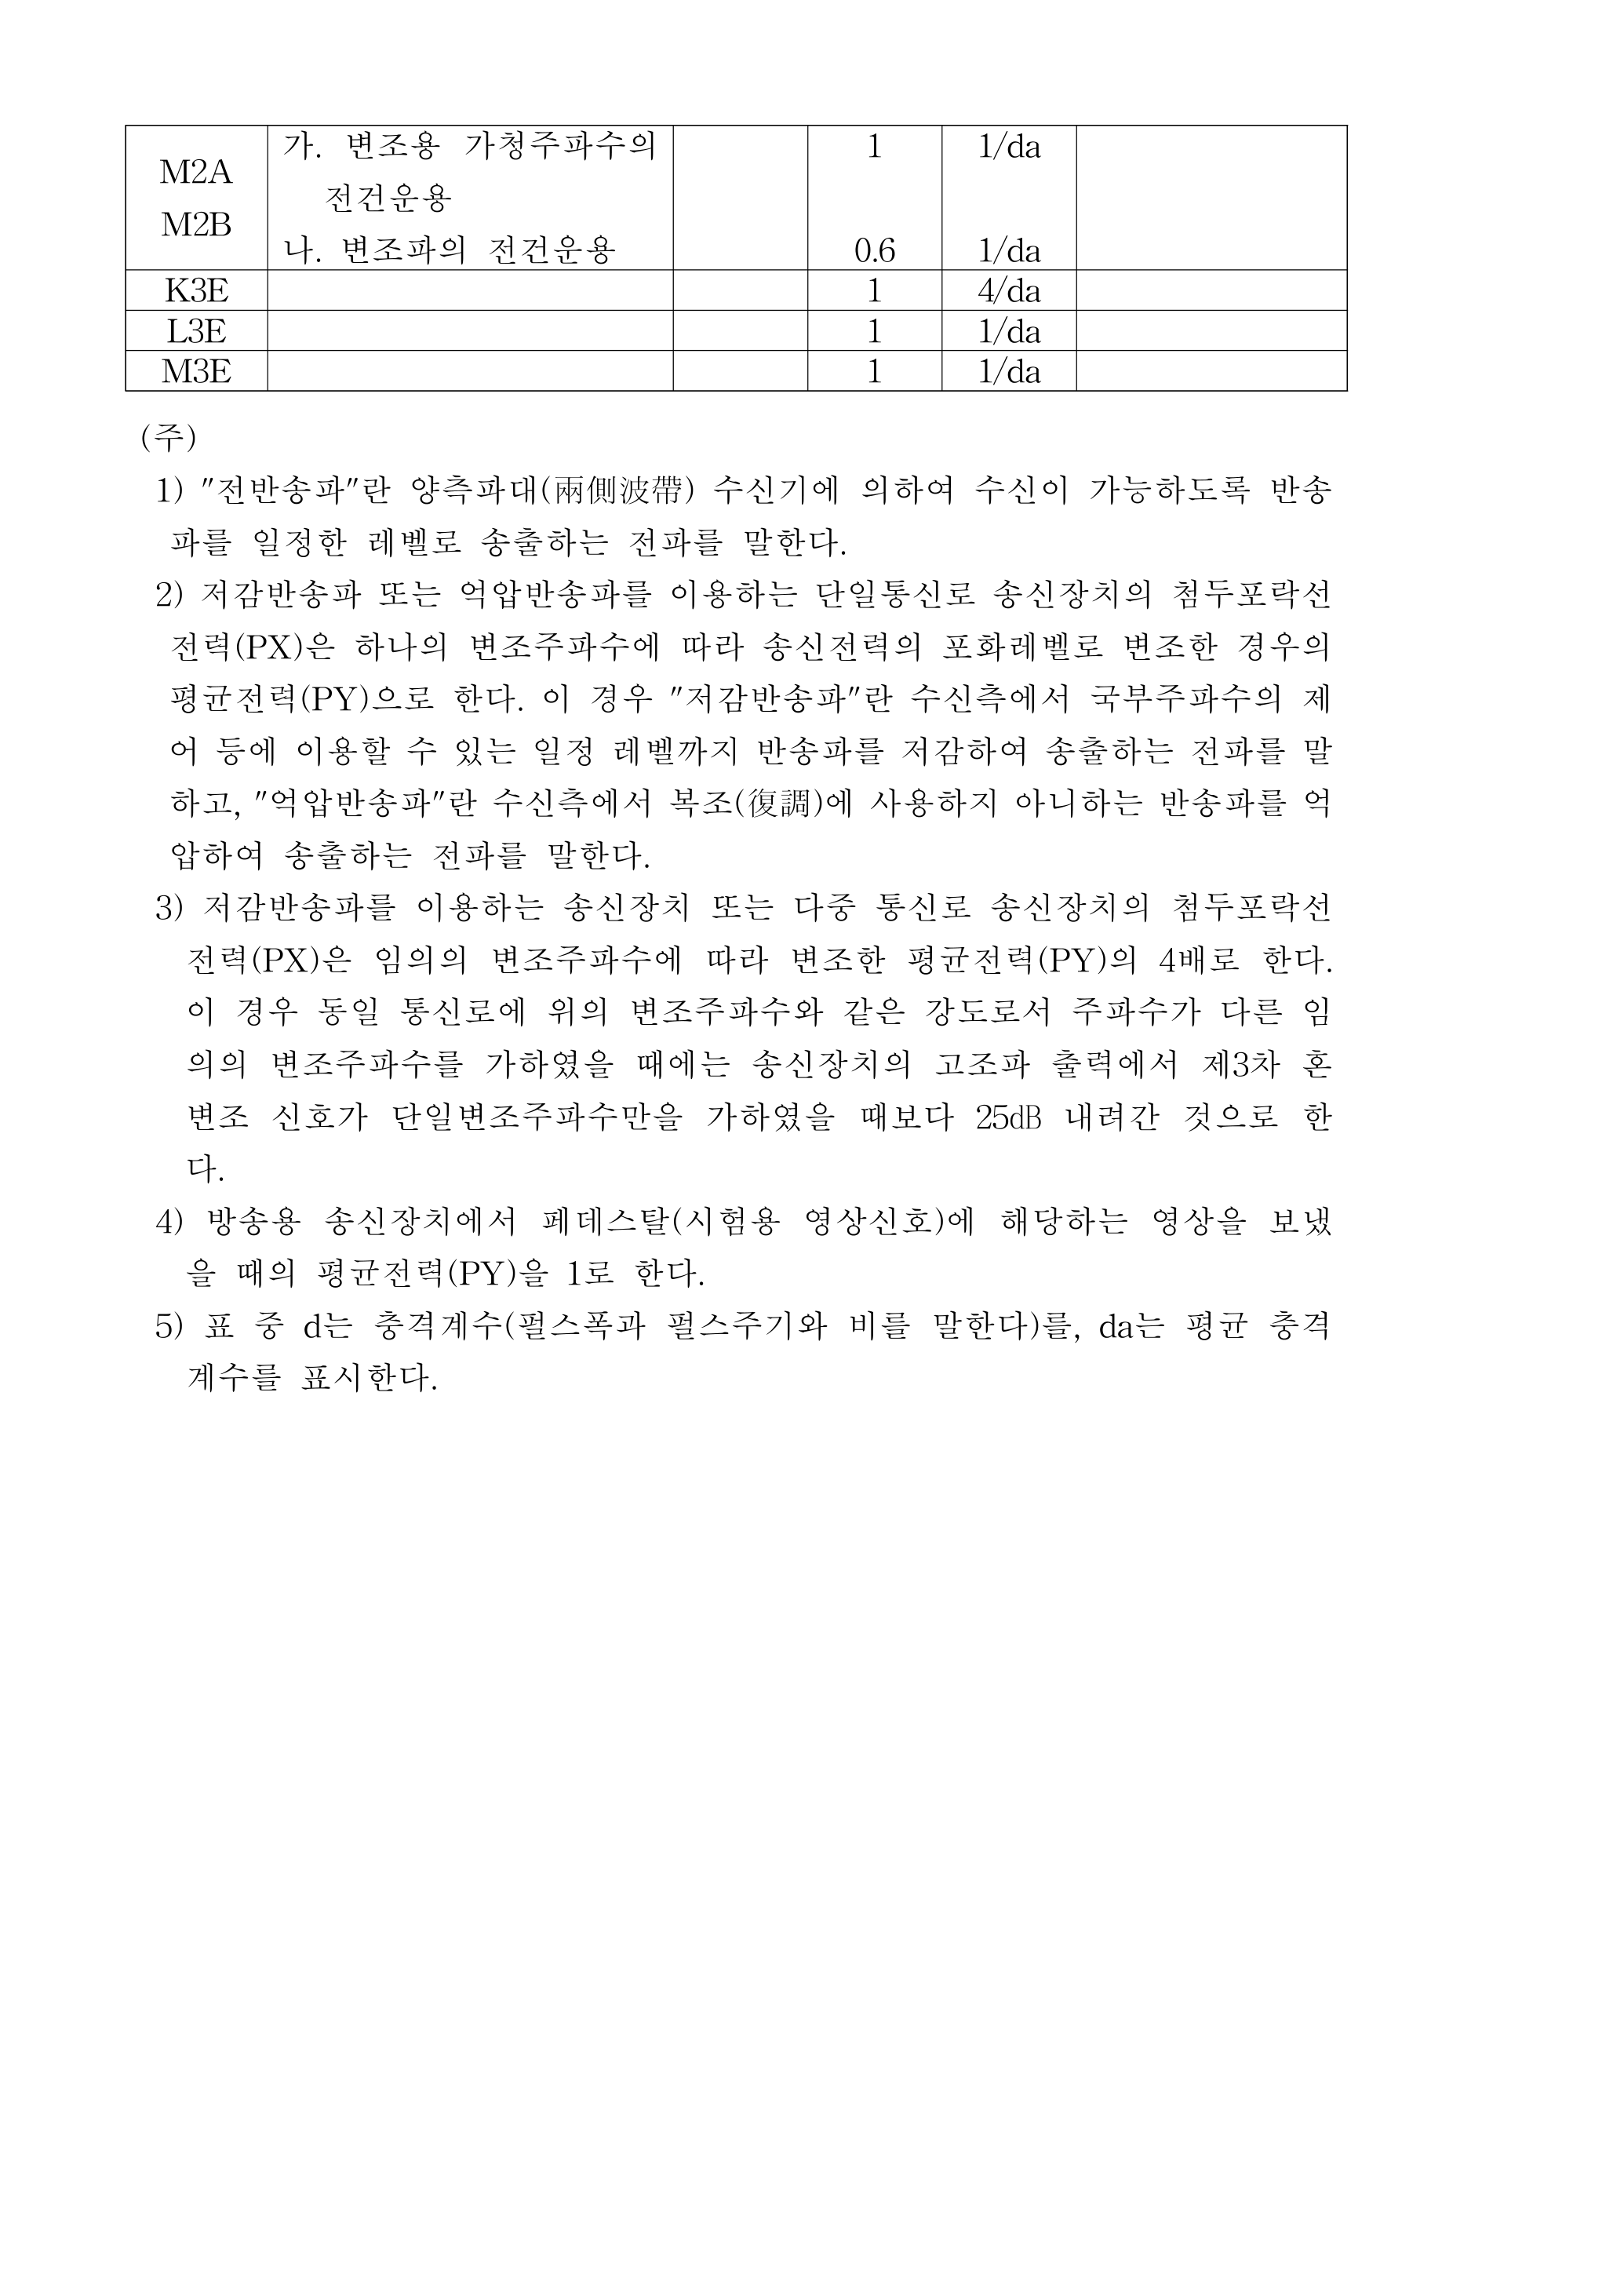 M2A
M2B
가. 변조용 가청주파수의 1 1/da
전건운용
나. 변조파의 전건운용 0.6 1/da
K3E 1 4/da
L3E 1 1/da
M3E 1 1/da
(주)
1) "전반송파"란 양측파대(兩側波帶) 수신기에 의하여 수신이 가능하도록 반송
파를 일정한 레벨로 송출하는 전파를 말한다.
2) 저감반송파 또는 억압반송파를 이용하는 단일통신로 송신장치의 첨두포락선
전력(PX)은 하나의 변조주파수에 따라 송신전력의 포화레벨로 변조한 경우의
평균전력(PY)으로 한다. 이 경우 "저감반송파"란 수신측에서 국부주파수의 제
어 등에 이용할 수 있는 일정 레벨까지 반송파를 저감하여 송출하는 전파를 말
하고, "억압반송파"란 수신측에서 복조(復調)에 사용하지 아니하는 반송파를 억
압하여 송출하는 전파를 말한다.
3) 저감반송파를 이용하는 송신장치 또는 다중 통신로 송신장치의 첨두포락선
전력(PX)은 임의의 변조주파수에 따라 변조한 평균전력(PY)의 4배로 한다.
이 경우 동일 통신로에 위의 변조주파수와 같은 강도로서 주파수가 다른 임
의의 변조주파수를 가하였을 때에는 송신장치의 고조파 출력에서 제3차 혼
변조 신호가 단일변조주파수만을 가하였을 때보다 25dB 내려간 것으로 한
다.
4) 방송용 송신장치에서 페데스탈(시험용 영상신호)에 해당하는 영상을 보냈
을 때의 평균전력(PY)을 1로 한다.
5) 표 중 d는 충격계수(펄스폭과 펄스주기와 비를 말한다)를, da는 평균 충격
계수를 표시한다.